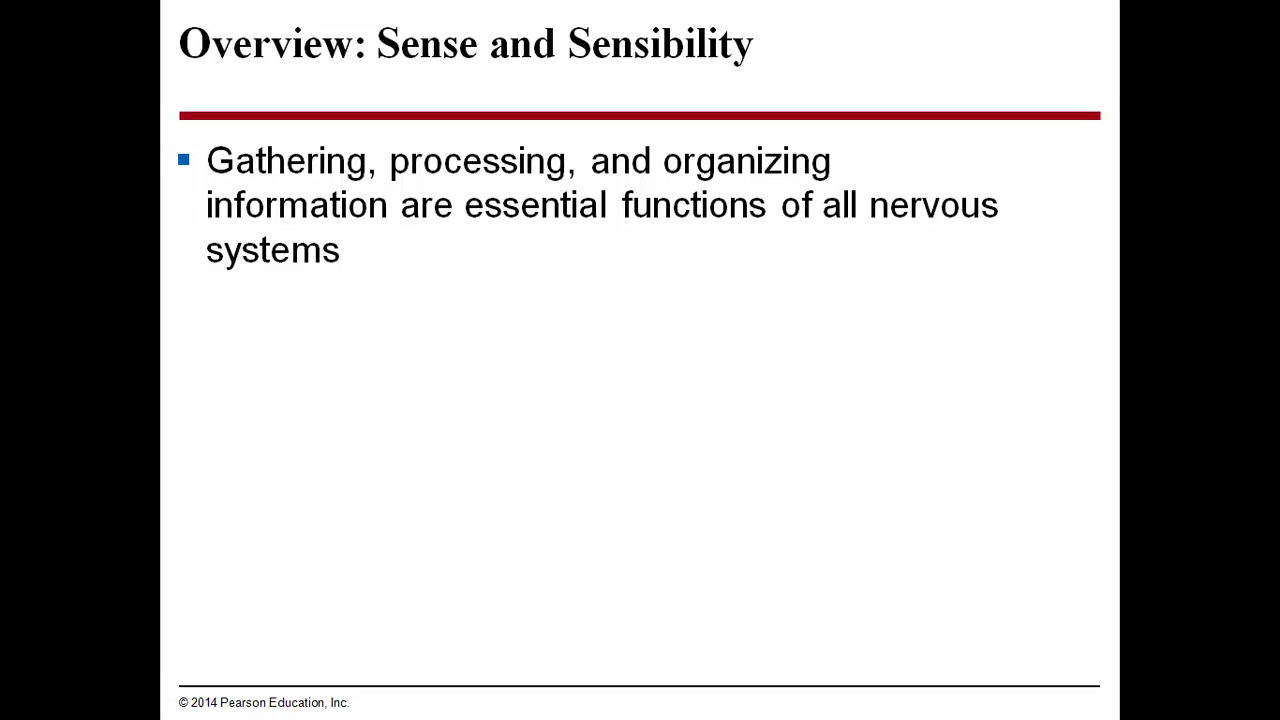 Overview: Sense and Sensibility
Gathering, processing, and organizing
information are essential functions of all nervous
systems
© 2014 Pearson Education, Inc.